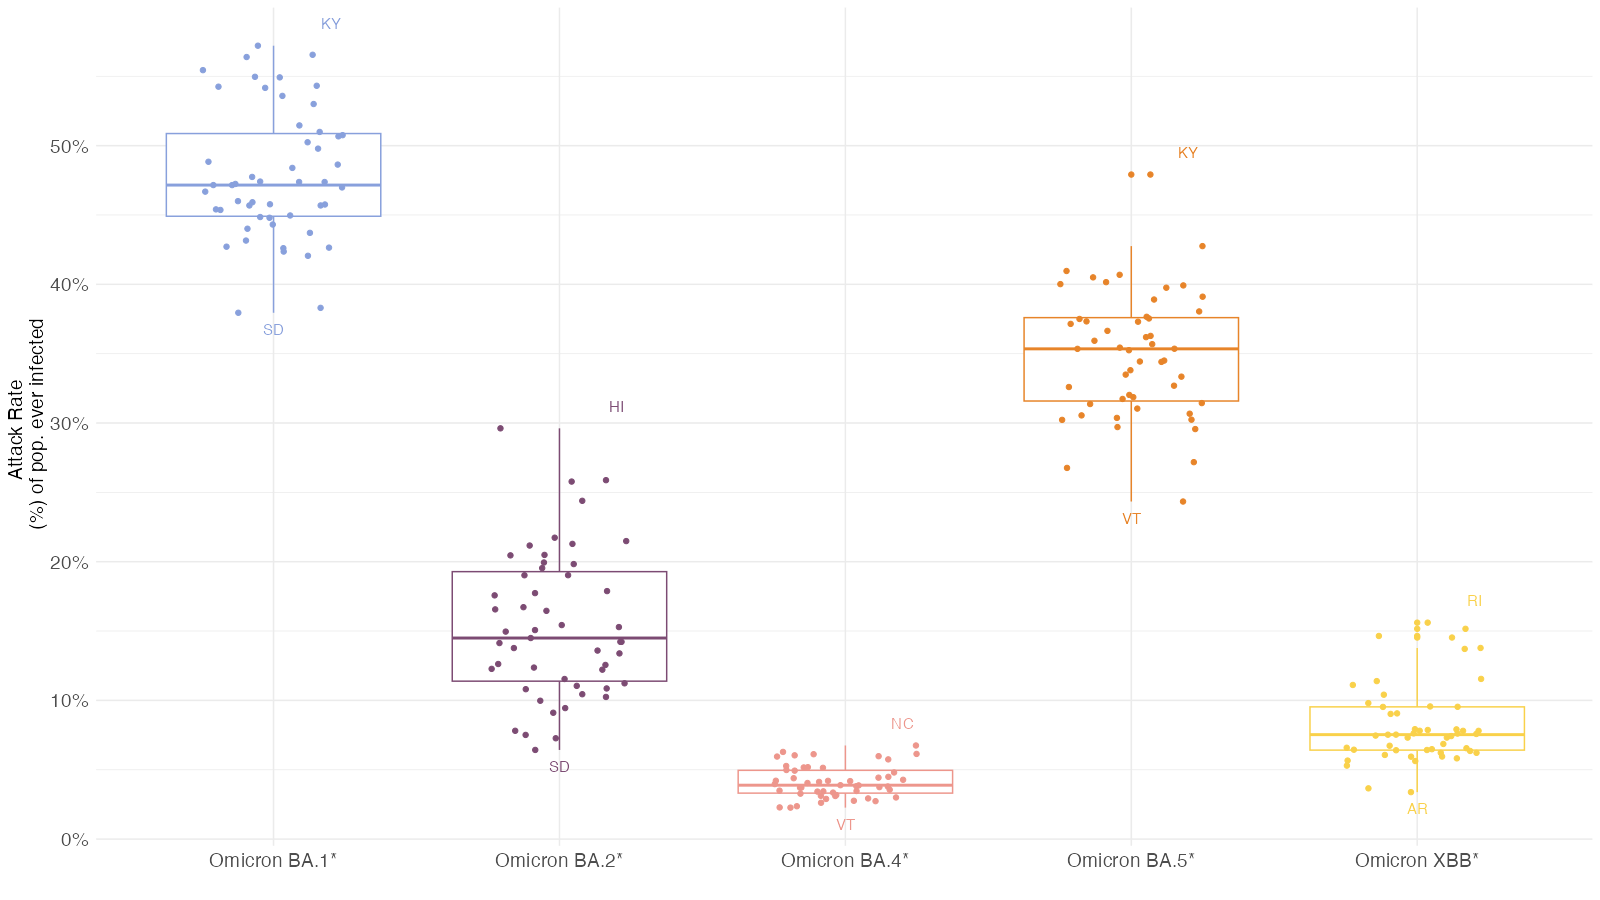 KY
50%
KY
40%
SD
Attack Rate
(%) of pop. ever infected
HI
30%
VT
20%
RI
10%
NC
SD
AR
VT
0%
Omicron BA.1*
Omicron BA.2*
Omicron BA.4*
Omicron BA.5*
Omicron XBB*